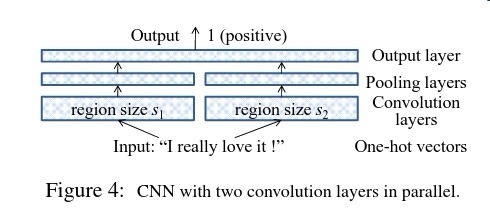 Output 1 (positive)
Output layer
Pooling layers
region size s₁ region size s₂ Convolution
layers
Input: “I really love it !” One-hot vectors
Figure 4: CNN with two convolution layers in parallel.